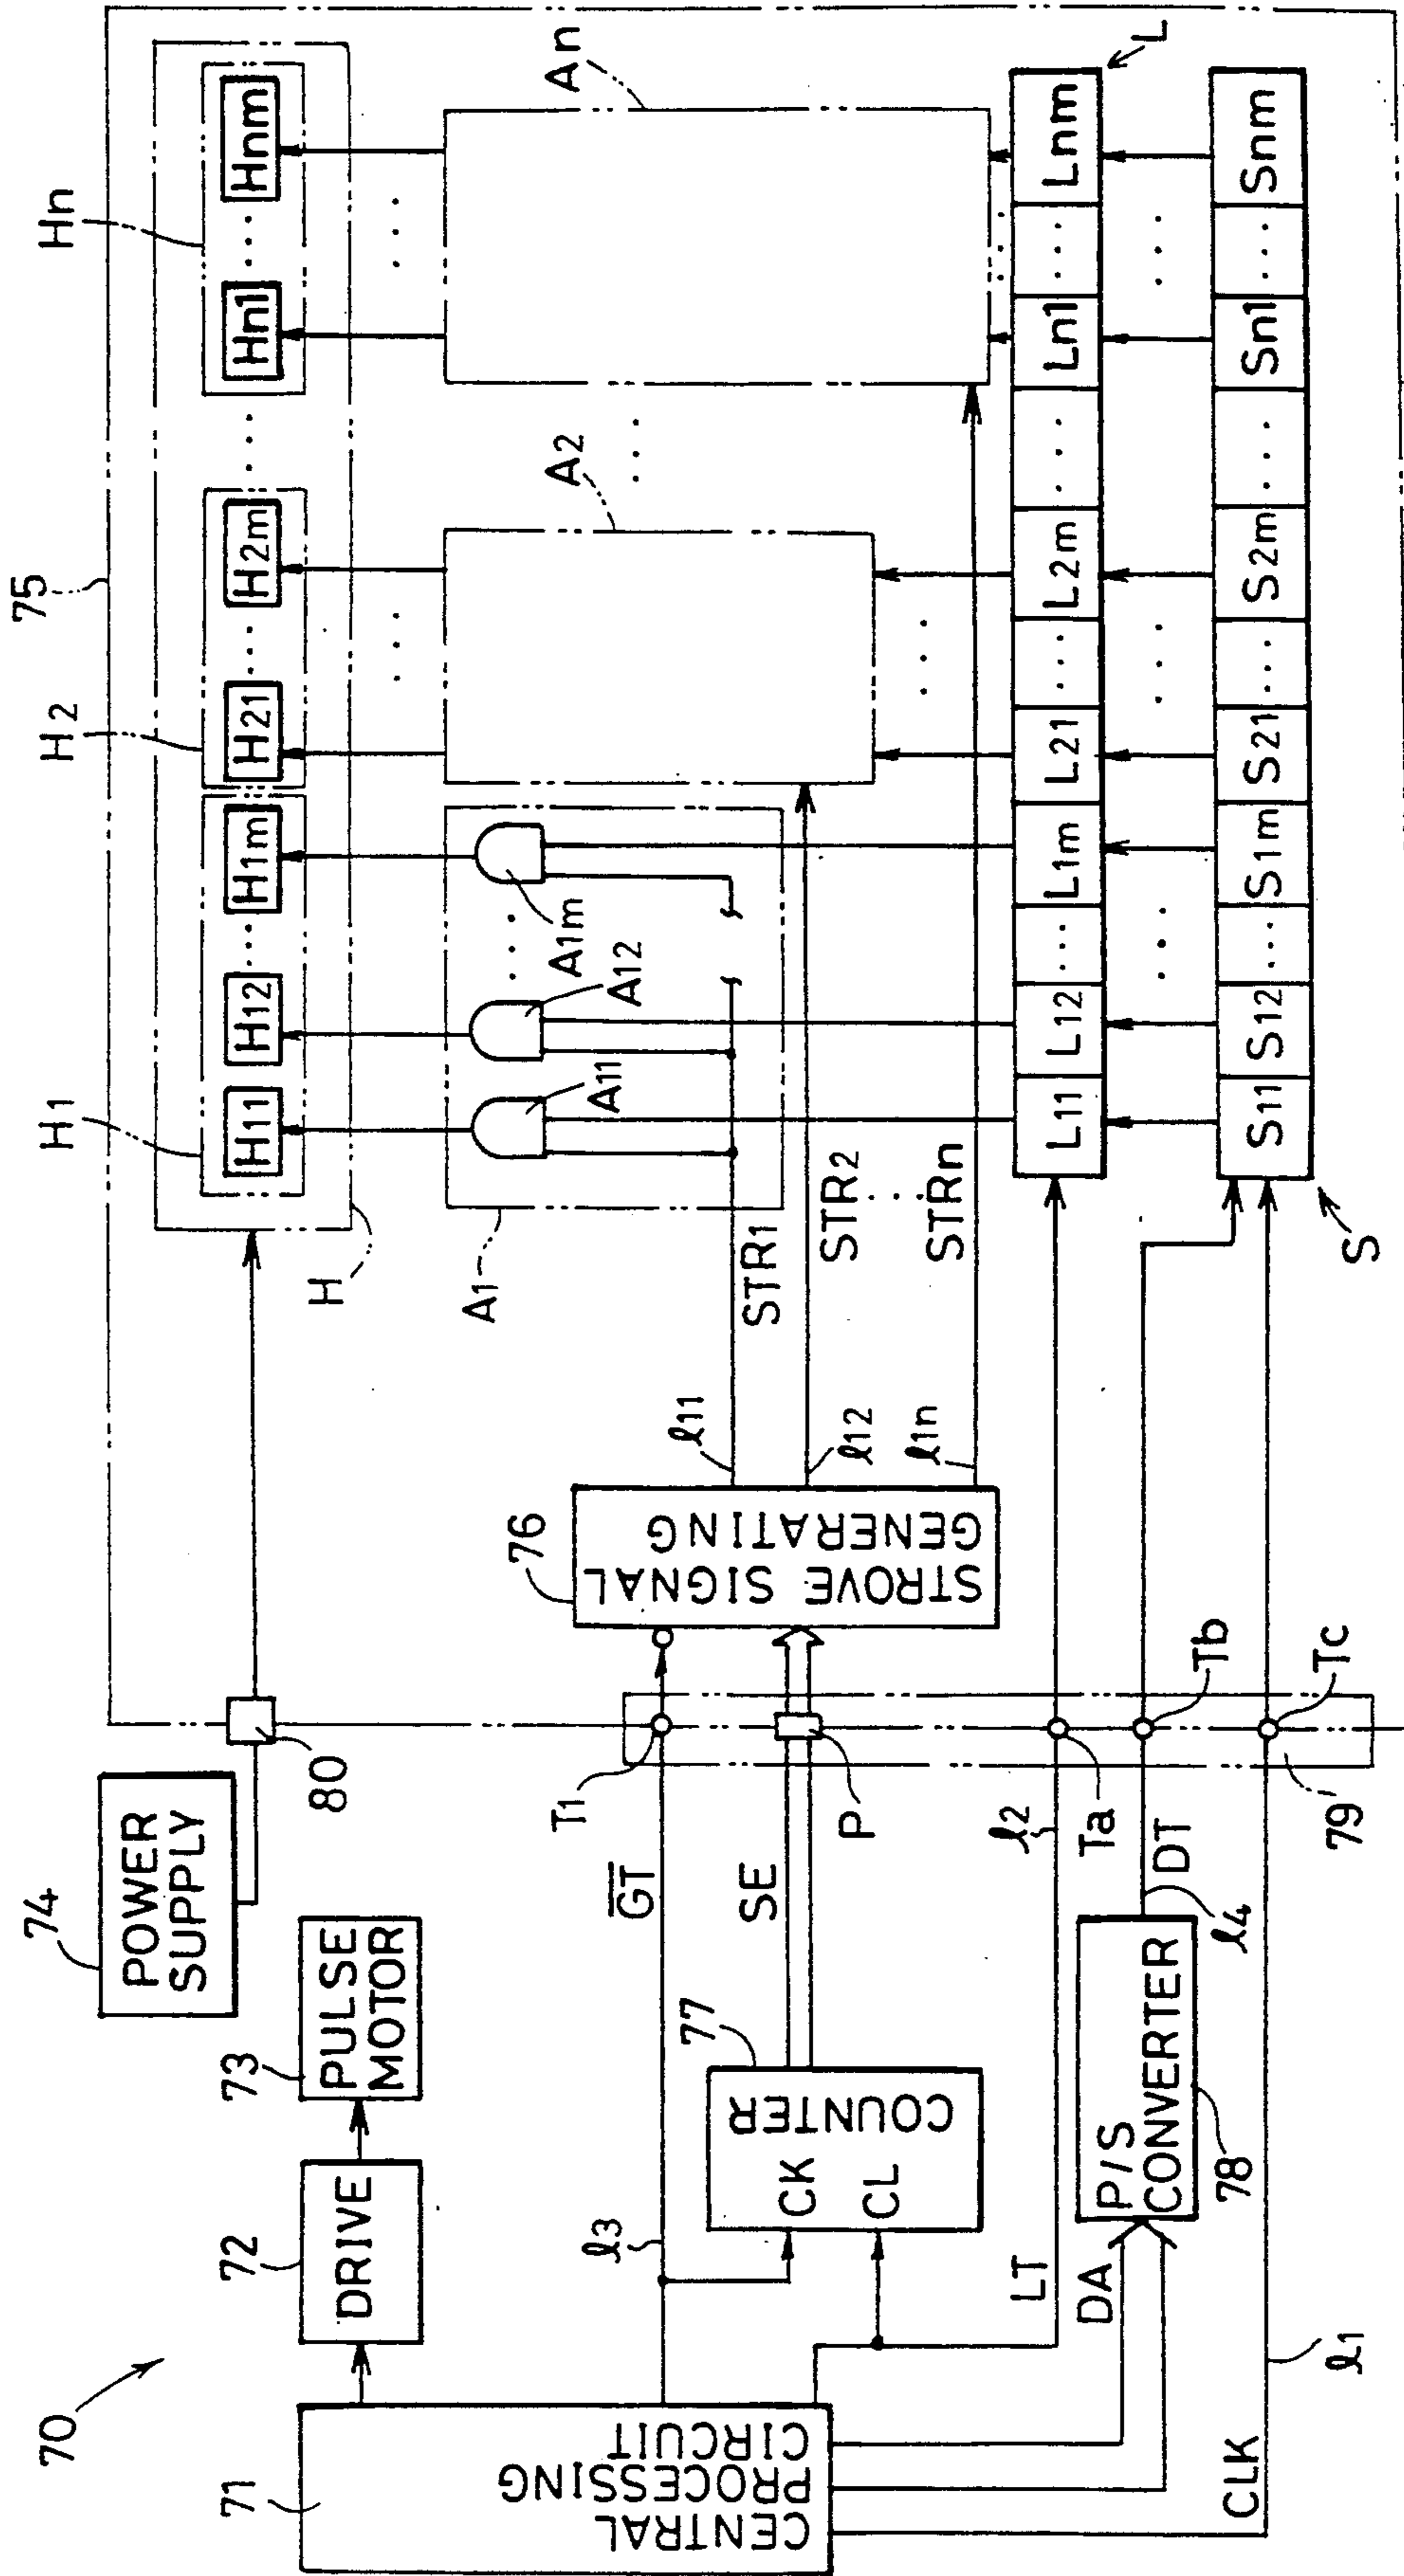 70
71
CENTRAL
PROCESSING
CIRCUIT
72
DRIVE
73
PULSE
MOTOR
74
POWER
SUPPLY
80
75
H1
H2
Hn
H11
H12
...
H1m
H21
...
H2m
...
Hn1
...
Hnm
H
...
...
A1
A2
An
A11
A12
...
A1m
...
ℓ3
G̅T̅
T1
77
COUNTER
CK
CL
SE
P
76
STROVE SIGNAL
GENERATING
ℓ11
STR1
ℓ12
STR2
...
ℓ1n
STRn
...
...
LT
ℓ2
Ta
L11
L12
...
L1m
L21
...
L2m
...
Ln1
...
Lnm
L
...
...
...
DA
P/S
CONVERTER
78
DT
ℓ4
Tb
CLK
ℓ1
79
Tc
S11
S12
...
S1m
S21
...
S2m
...
Sn1
...
Snm
S